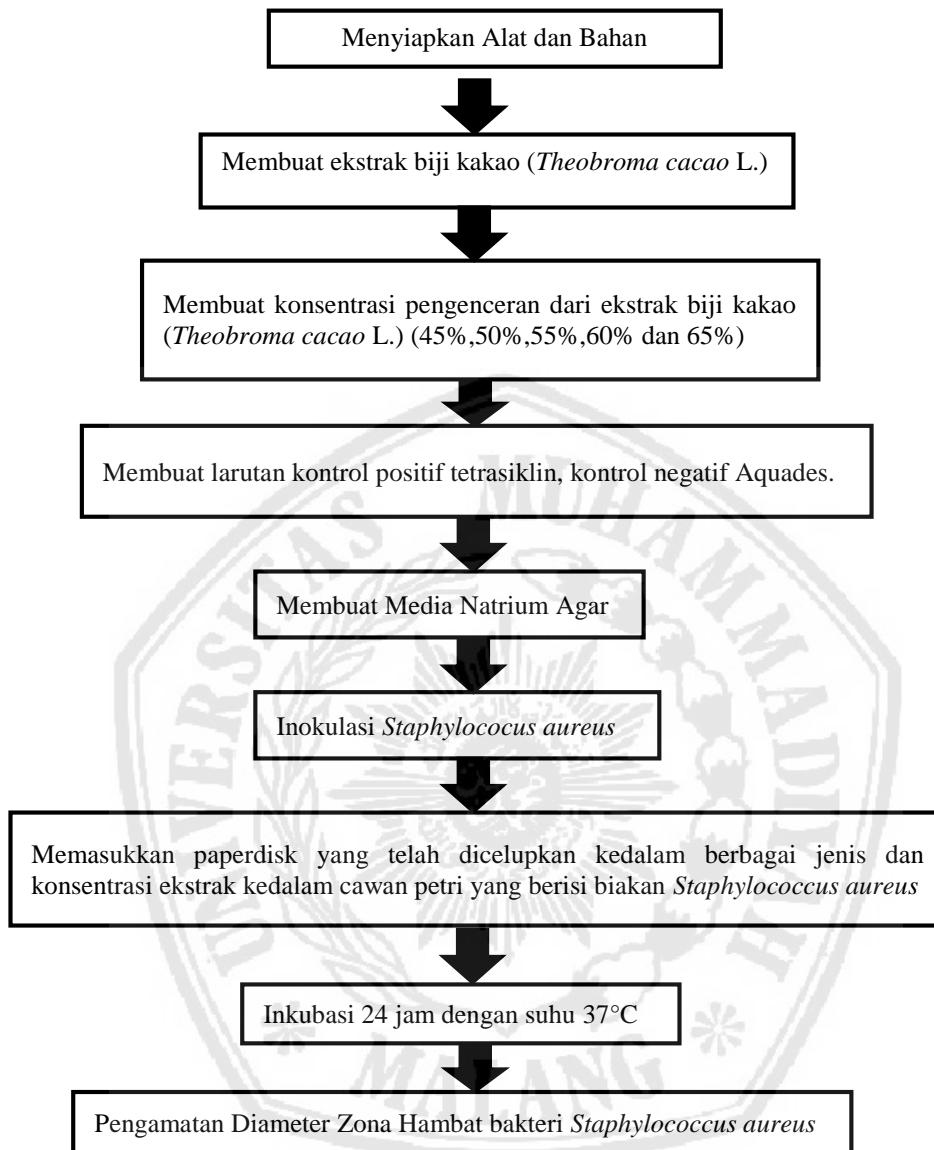 Menyiapkan Alat dan Bahan
Membuat ekstrak biji kakao (Theobroma cacao L.)
Membuat konsentrasi pengenceran dari ekstrak biji kakao
(Theobroma cacao L.) (45%,50%,55%,60% dan 65%)
Membuat larutan kontrol positif tetrasiklin, kontrol negatif Aquades.
Membuat Media Natrium Agar
Inokulasi Staphylococus aureus
Memasukkan paperdisk yang telah dicelupkan kedalam berbagai jenis dan
konsentrasi ekstrak kedalam cawan petri yang berisi biakan Staphylococcus aureus
Inkubasi 24 jam dengan suhu 37°C
Pengamatan Diameter Zona Hambat bakteri Staphylococcus aureus
UNIVERSITAS MUHAMMADIYAH
MALANG